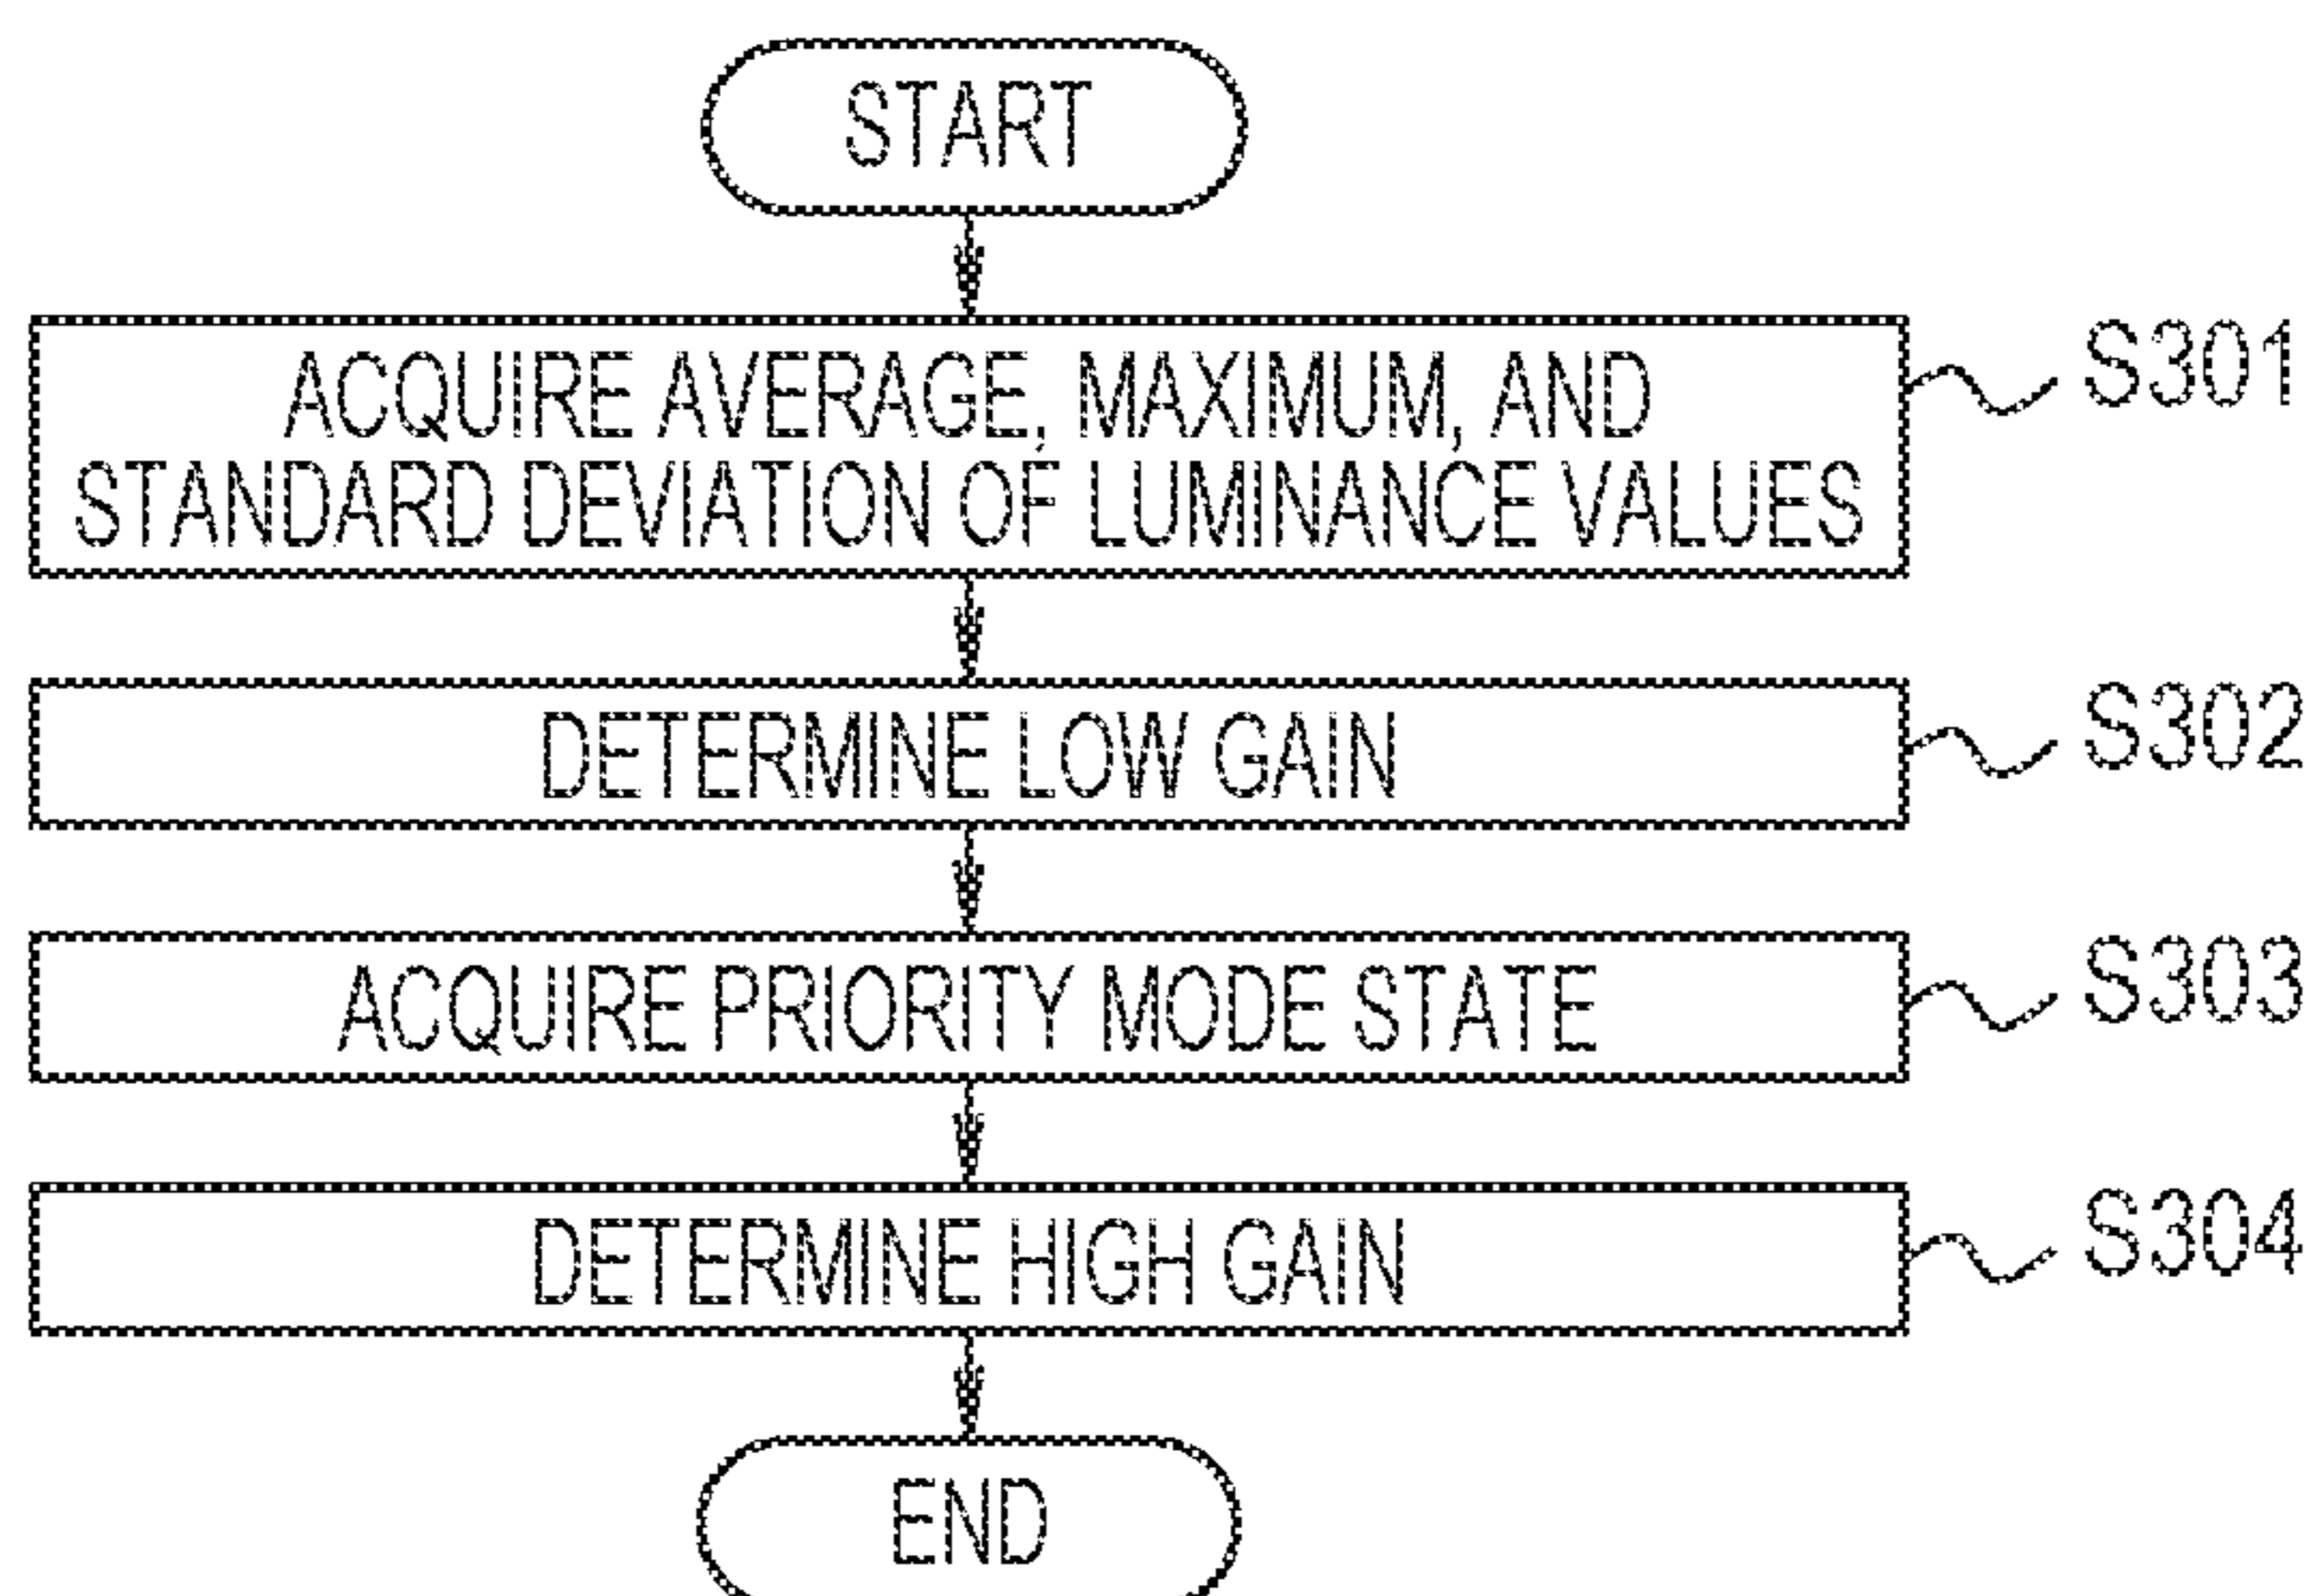 START
ACQUIRE AVERAGE, MAXIMUM, AND
STANDARD DEVIATION OF LUMINANCE VALUES
S301
DETERMINE LOW GAIN
S302
ACQUIRE PRIORITY MODE STATE
S303
DETERMINE HIGH GAIN
S304
END